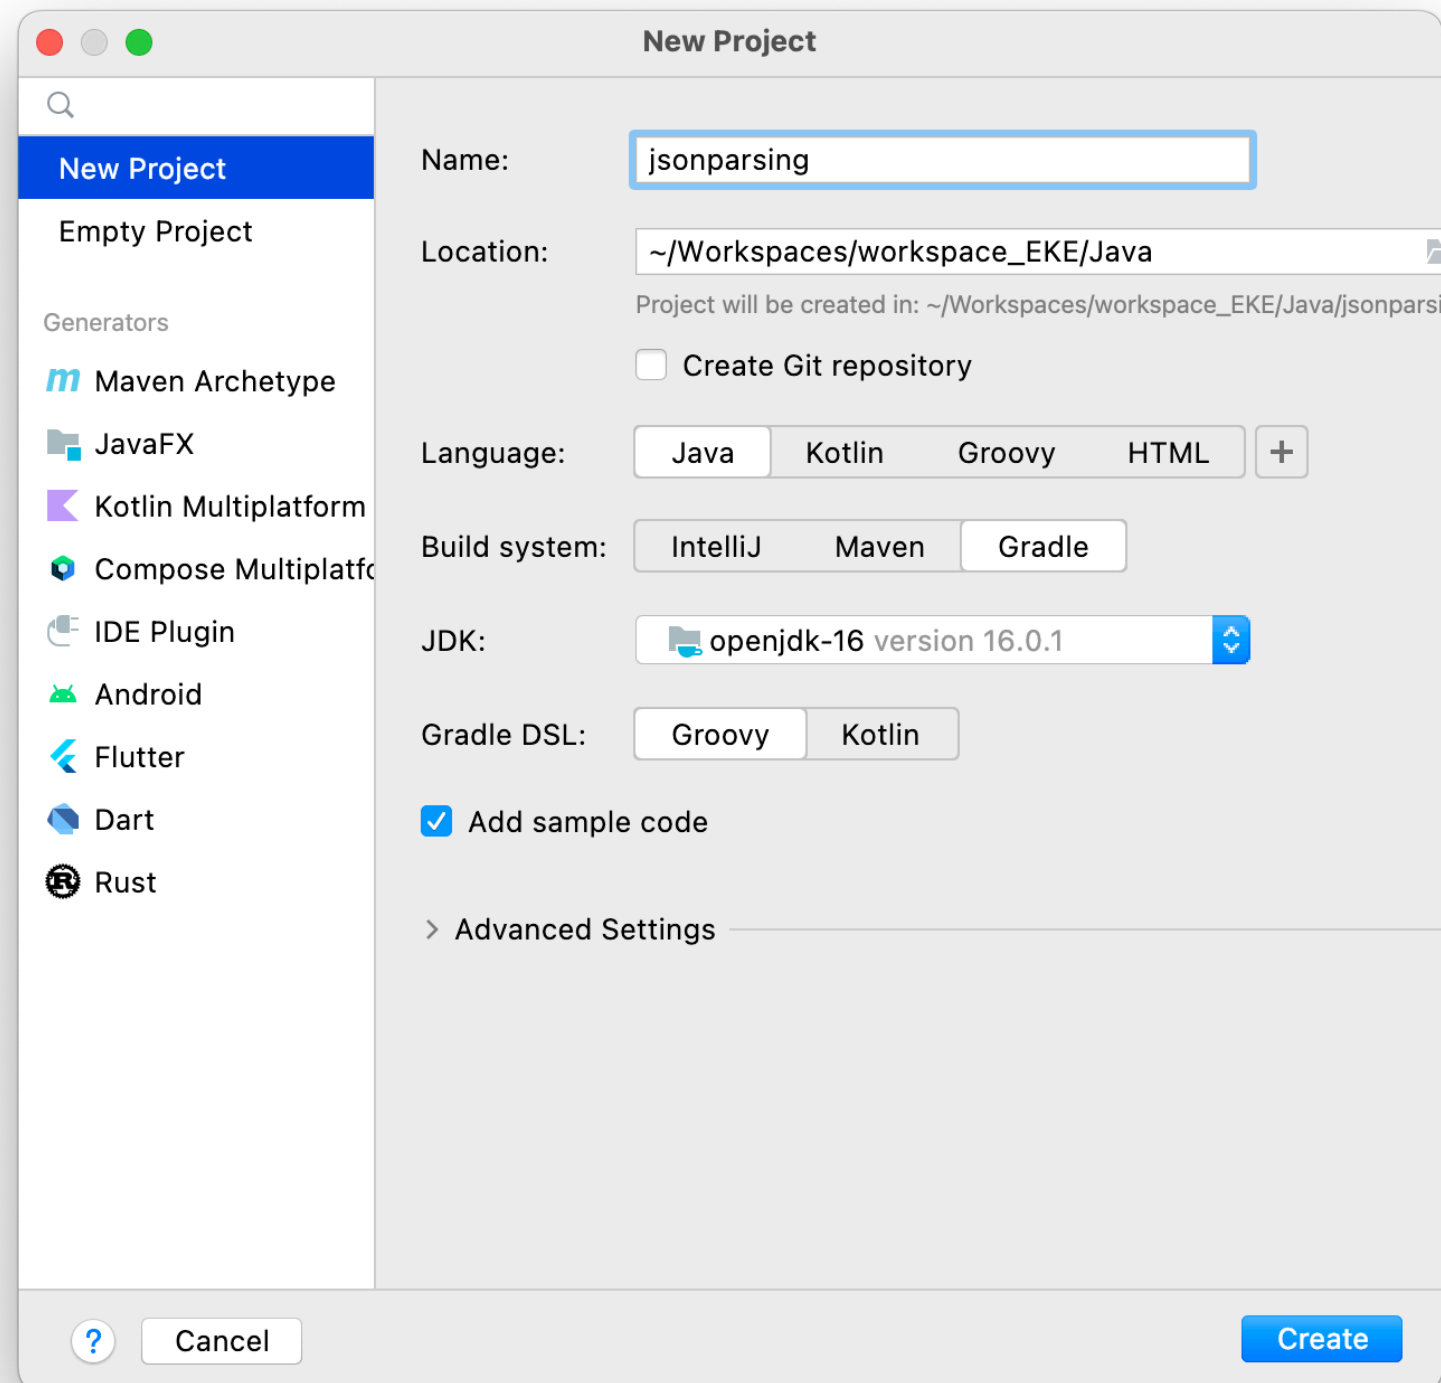 New Project
New Project
Empty Project
Generators
Maven Archetype
JavaFX
Kotlin Multiplatform
Compose Multiplatfo
IDE Plugin
Android
Flutter
Dart
Rust
Name: jsonparsing
Location: ~/Workspaces/workspace_EKE/Java
Project will be created in: ~/Workspaces/workspace_EKE/Java/jsonparsi
Create Git repository
Language: Java Kotlin Groovy HTML +
Build system: IntelliJ Maven Gradle
JDK: openjdk-16 version 16.0.1
Gradle DSL: Groovy Kotlin
Add sample code
Advanced Settings
? Cancel Create